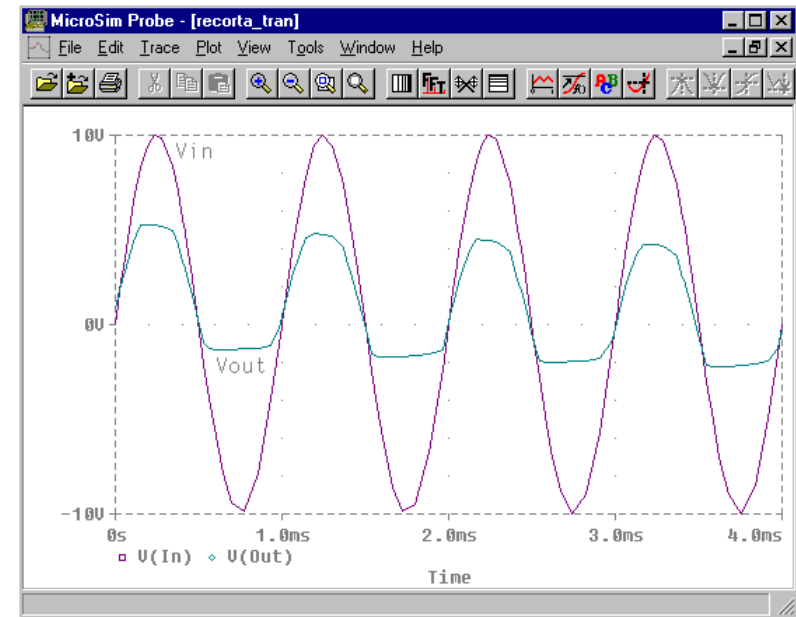 MicroSim Probe - [recorta_tran]
File Edit Trace Plot View Tools Window Help
10V
Vin
0V
Vout
-10V
0s 1.0ms 2.0ms 3.0ms 4.0ms
V(In) V(Out)
Time